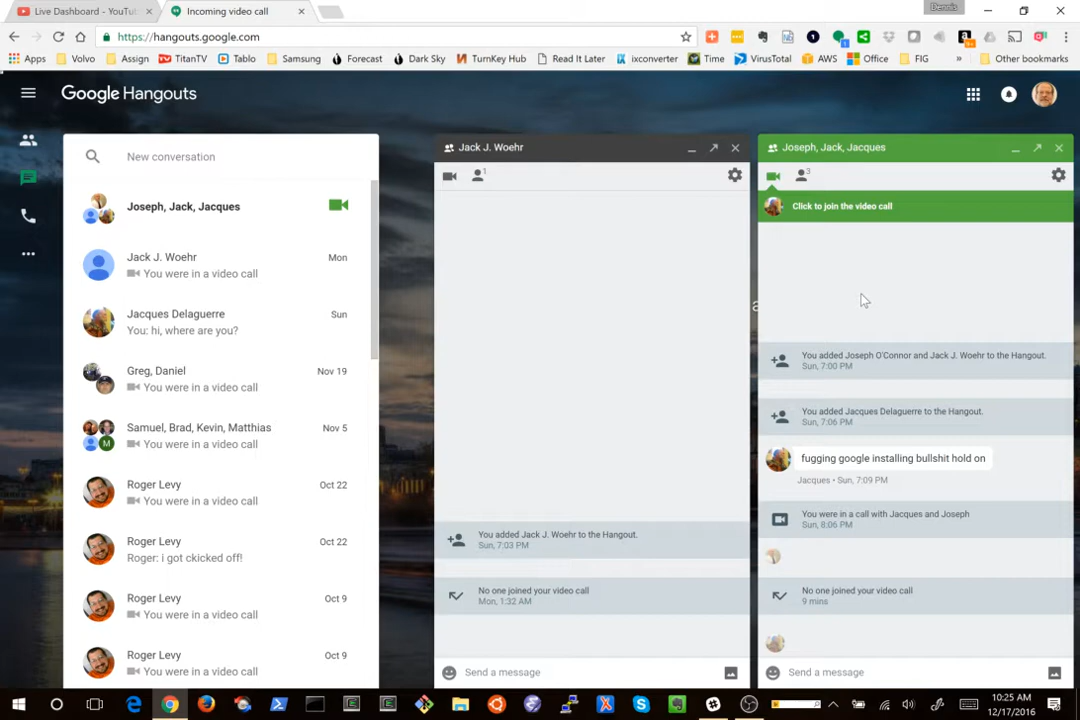 Live Dashboard - YouTu
Incoming video call
Dennis
https://hangouts.google.com
Apps
Volvo
Assign
TitanTV
Tablo
Samsung
Forecast
Dark Sky
TurnKey Hub
Read It Later
ixconverter
Time
VirusTotal
AWS
Office
FIG
»
Other bookmarks
Google Hangouts
New conversation
Joseph, Jack, Jacques
Jack J. Woehr
Mon
You were in a video call
Jacques Delaguerre
Sun
You: hi, where are you?
Greg, Daniel
Nov 19
You were in a video call
Samuel, Brad, Kevin, Matthias
Nov 5
M
You were in a video call
Roger Levy
Oct 22
You were in a video call
Roger Levy
Oct 22
Roger: i got ckicked off!
Roger Levy
Oct 9
You were in a video call
Roger Levy
Oct 9
You were in a video call
Jack J. Woehr
1
You added Jack J. Woehr to the Hangout.
Sun, 7:03 PM
No one joined your video call
Mon, 1:32 AM
Send a message
Joseph, Jack, Jacques
3
Click to join the video call
You added Joseph O'Connor and Jack J. Woehr to the Hangout.
Sun, 7:00 PM
You added Jacques Delaguerre to the Hangout.
Sun, 7:06 PM
fugging google installing bullshit hold on
Jacques • Sun, 7:09 PM
You were in a call with Jacques and Joseph
Sun, 8:06 PM
No one joined your video call
9 mins
Send a message
10:25 AM
12/17/2016